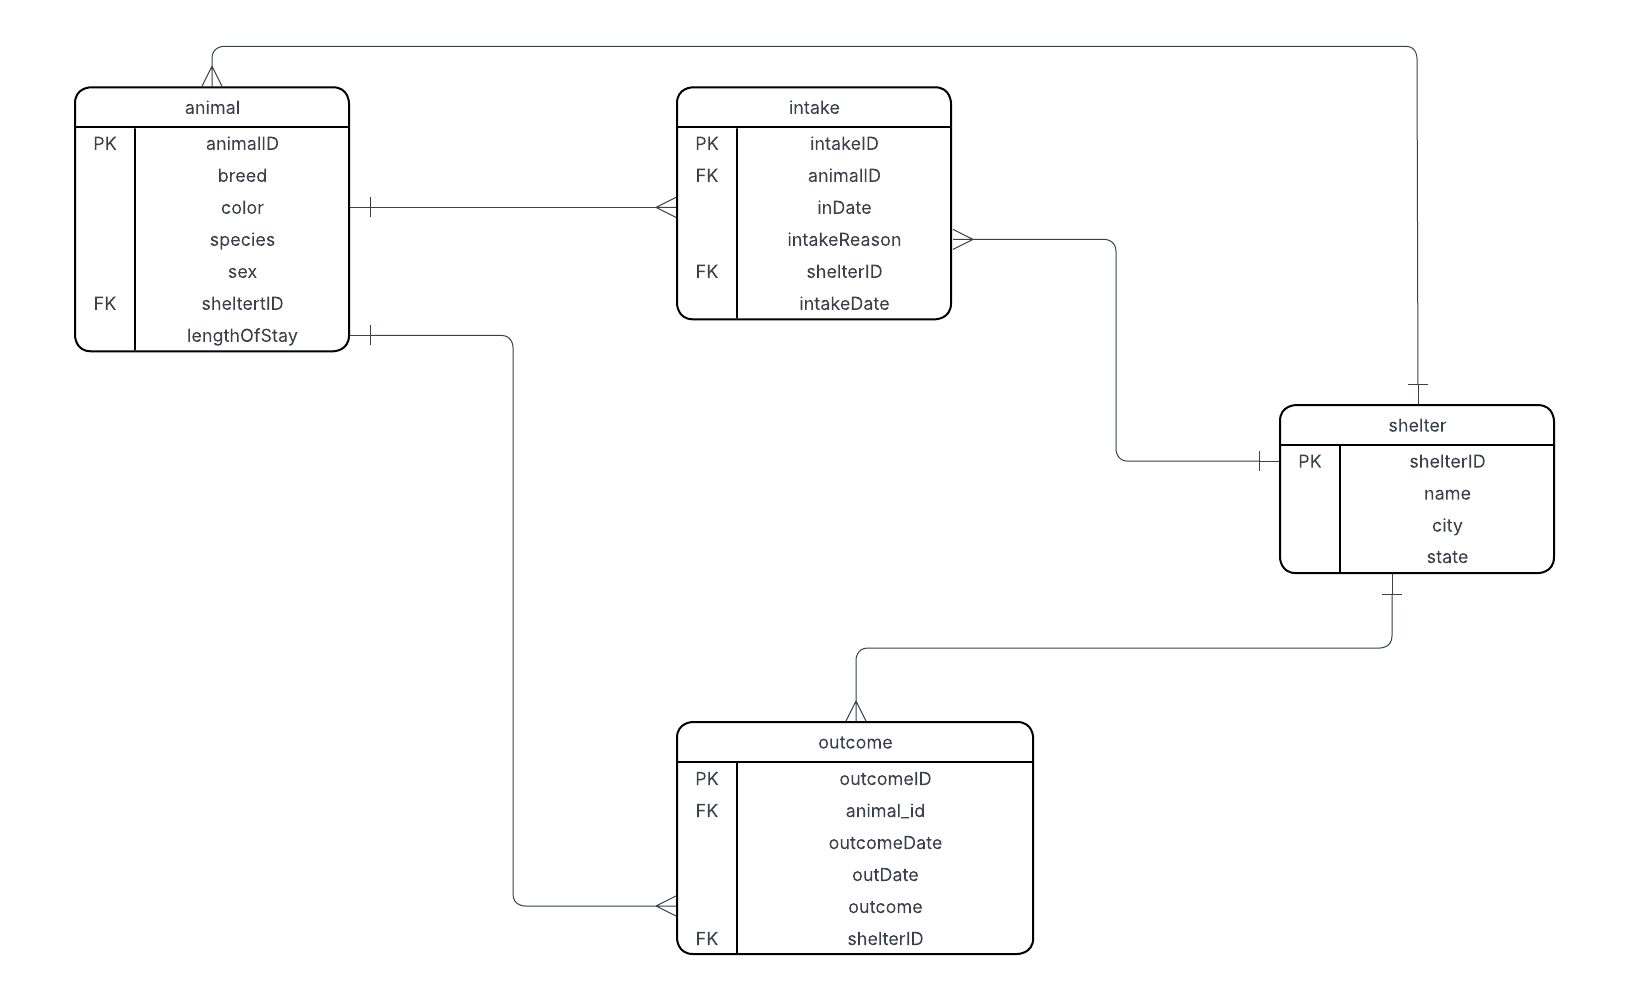 animal
PK animalID
breed
color
species
sex
FK sheltertID
lengthOfStay
intake
PK intakeID
FK animalID
inDate
intakeReason
FK shelterID
intakeDate
shelter
PK shelterID
name
city
state
outcome
PK outcomeID
FK animal_id
outcomeDate
outDate
outcome
FK shelterID